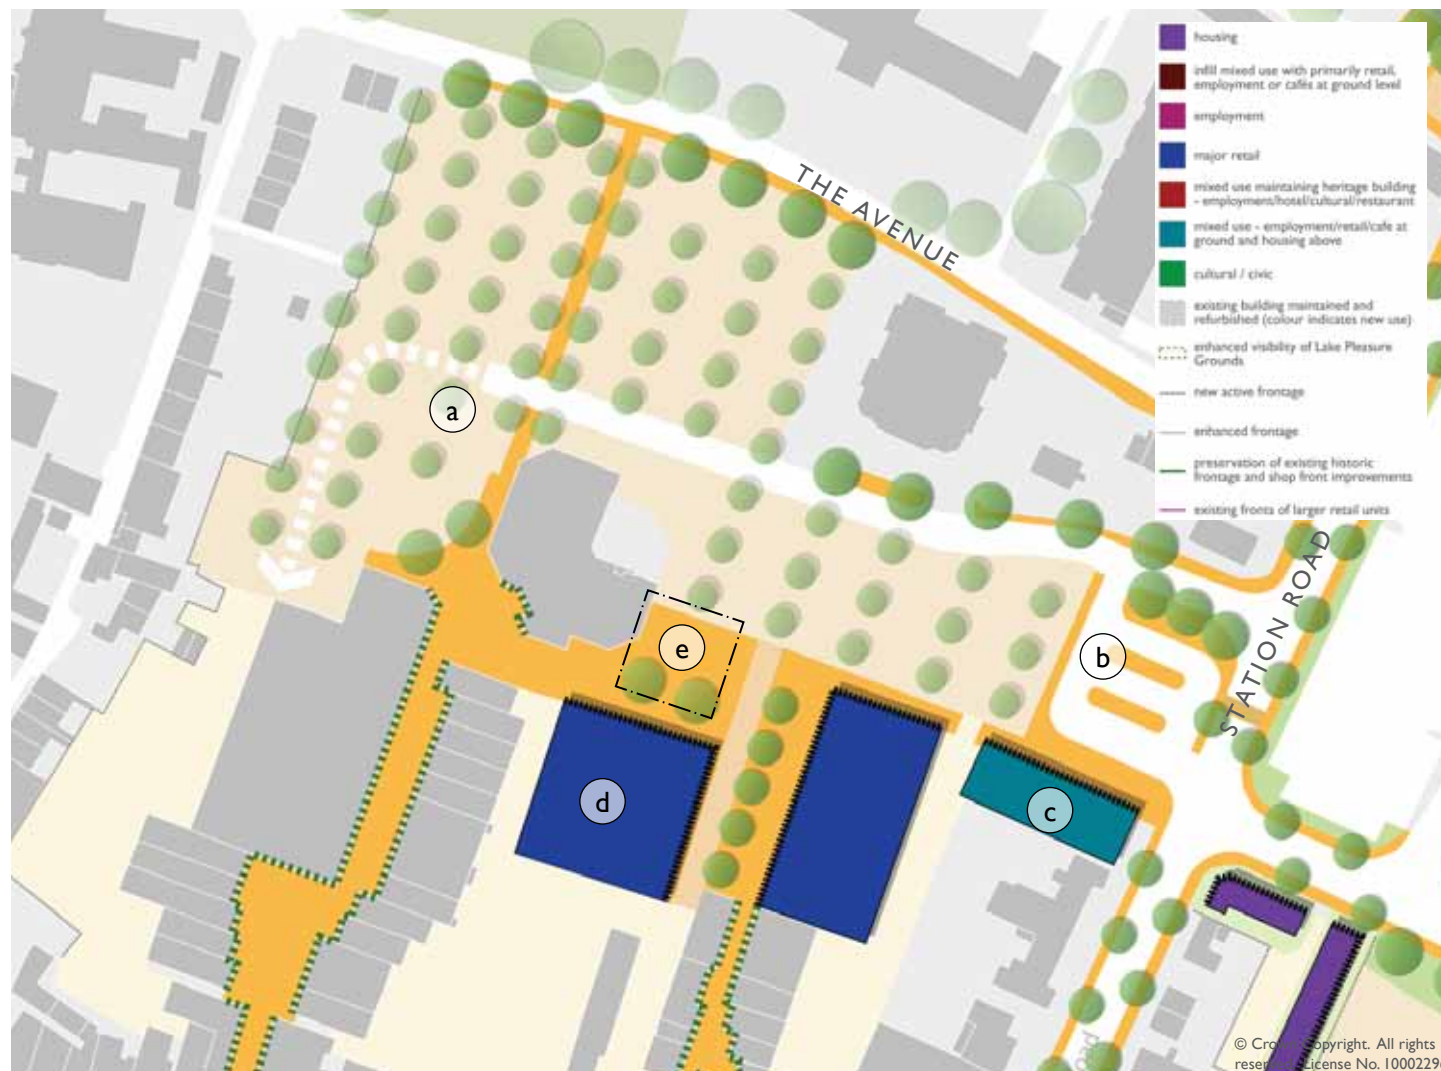 housing
infill mixed use with primarily retail,
employment or cafés at ground level
employment
major retail
mixed use maintaining heritage building
- employment/hotel/cultural/restaurant
mixed use - employment/retail/cafe at
ground and housing above
cultural / civic
existing building maintained and
refurbished (colour indicates new use)
enhanced visibility of Lake Pleasure
Grounds
new active frontage
enhanced frontage
preservation of existing historic
frontage and shop front improvements
existing fronts of larger retail units
THE AVENUE
STATION ROAD
a
b
c
d
e
© Copyright. All rights
License No. 1000229